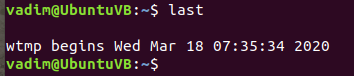 vadim@UbuntuVB:~$ last
wtmp begins Wed Mar 18 07:35:34 2020
vadim@UbuntuVB:~$